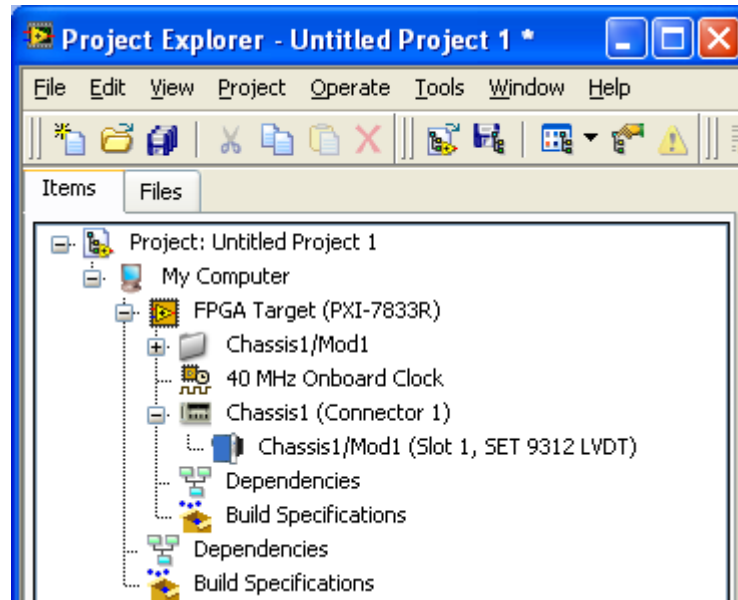 Project Explorer - Untitled Project 1 *
File Edit View Project Operate Tools Window Help
Items Files
Project: Untitled Project 1
My Computer
FPGA Target (PXI-7833R)
Chassis1/Mod1
40 MHz Onboard Clock
Chassis1 (Connector 1)
Chassis1/Mod1 (Slot 1, SET 9312 LVDT)
Dependencies
Build Specifications
Dependencies
Build Specifications